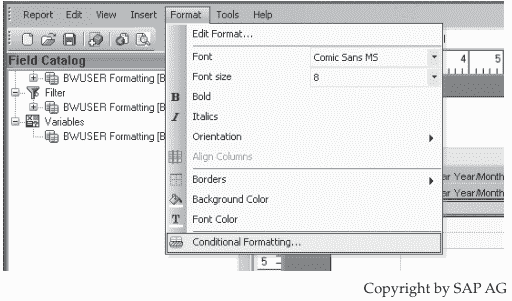 Report Edit View Insert Format Tools Help
Edit Format...
Field Catalog
Font Comic Sans MS
4 5
BWUSER Formatting [B
Font size 8
Filter
Bold
BWUSER Formatting [B
Italics
Variables
Orientation
BWUSER Formatting [B
Align Columns
Borders
ar Year/Month
Background Color
ar Year/Month
Font Color
Conditional Formatting...
5
Copyright by SAP AG